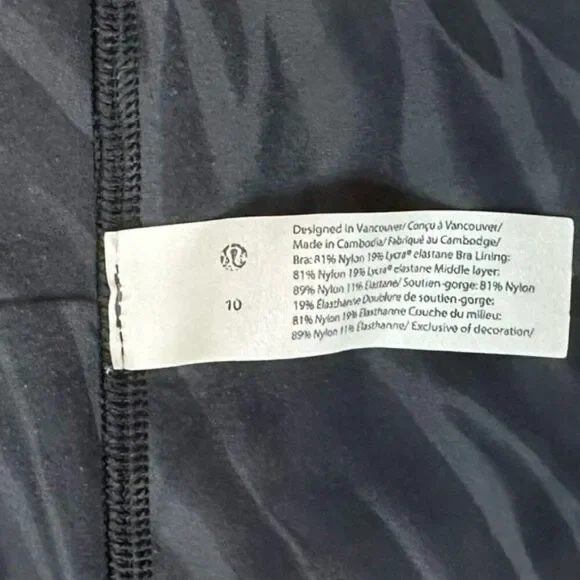 10
Designed in Vancouver/ Conçu à Vancouver/
Made in Cambodia/ Fabriqué au Cambodge/
Bra: 81% Nylon 19% Lycra® elastane Bra Lining:
81% Nylon 19% Lycra® elastane Middle layer:
89% Nylon 11% Elastane/ Soutien-gorge: 81% Nylon
19% Élasthanne Doublure de soutien-gorge:
81% Nylon 19% Élasthanne Couche du milieu:
89% Nylon 11% Élasthanne/ Exclusive of decoration/